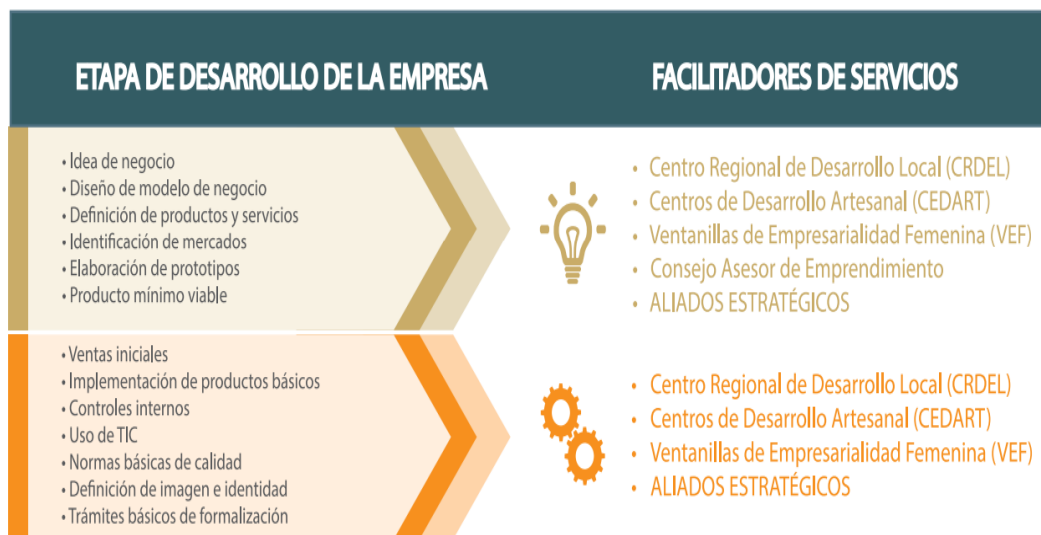 ETAPA DE DESARROLLO DE LA EMPRESA
FACILITADORES DE SERVICIOS
• Idea de negocio
• Diseño de modelo de negocio
• Definición de productos y servicios
• Identificación de mercados
• Elaboración de prototipos
• Producto mínimo viable
• Centro Regional de Desarrollo Local (CRDEL)
• Centros de Desarrollo Artesanal (CEDART)
• Ventanillas de Empresarialidad Femenina (VEF)
• Consejo Asesor de Emprendimiento
• ALIADOS ESTRATÉGICOS
• Ventas iniciales
• Implementación de productos básicos
• Controles internos
• Uso de TIC
• Normas básicas de calidad
• Definición de imagen e identidad
• Trámites básicos de formalización
• Centro Regional de Desarrollo Local (CRDEL)
• Centros de Desarrollo Artesanal (CEDART)
• Ventanillas de Empresarialidad Femenina (VEF)
• ALIADOS ESTRATÉGICOS